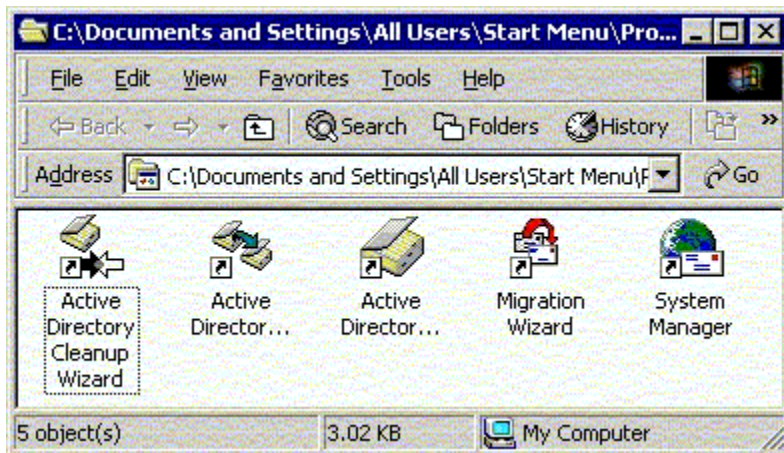 C:\Documents and Settings\All Users\Start Menu\Pro...
File Edit View Favorites Tools Help
Back Search Folders History »
Address C:\Documents and Settings\All Users\Start Menu\P Go
Active Directory Cleanup Wizard
Active Director...
Active Director...
Migration Wizard
System Manager
5 object(s) 3.02 KB My Computer